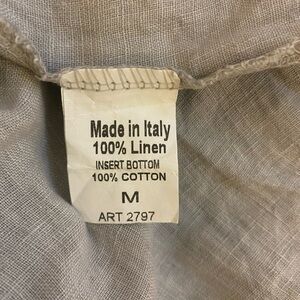 Made in Italy
100% Linen
INSERT BOTTOM
100% COTTON
M
ART 2797